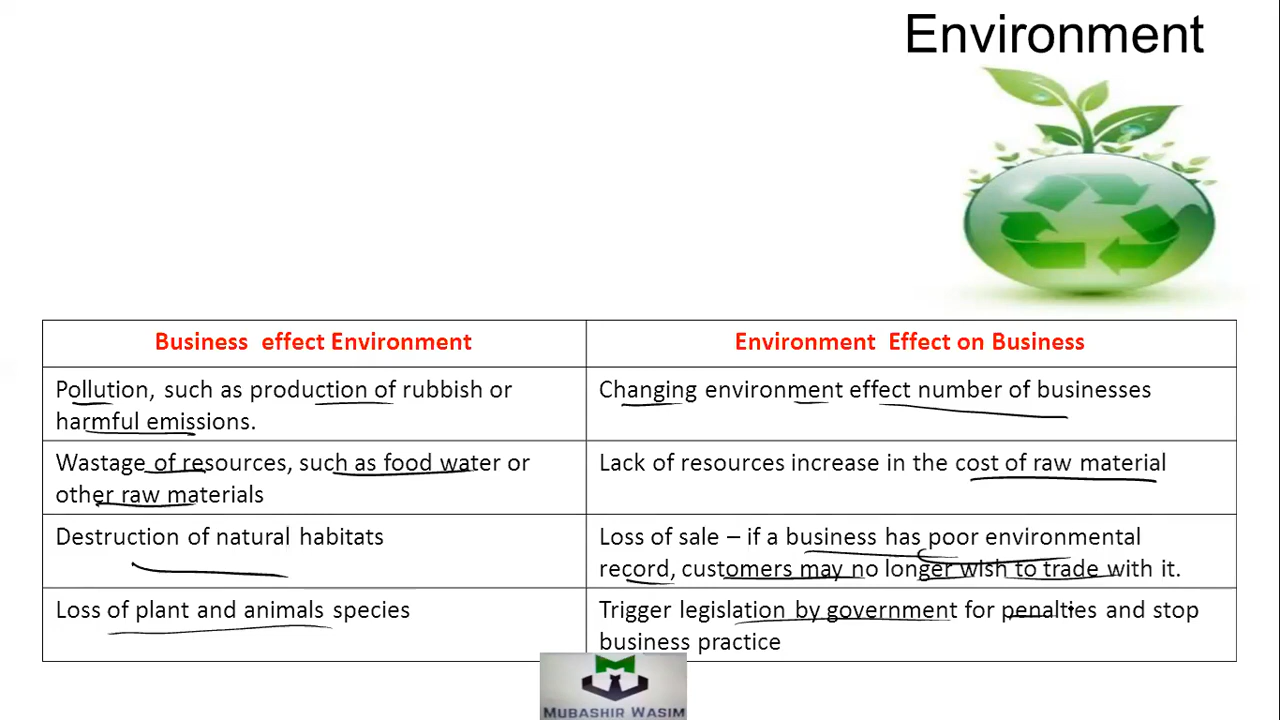 Environment
Business effect Environment
Environment Effect on Business
Pollution, such as production of rubbish or
harmful emissions.
Changing environment effect number of businesses
Wastage of resources, such as food water or
other raw materials
Lack of resources increase in the cost of raw material
Destruction of natural habitats
Loss of sale – if a business has poor environmental
record, customers may no longer wish to trade with it.
Loss of plant and animals species
Trigger legislation by government for penalties and stop
business practice
MUBASHIR WASIM